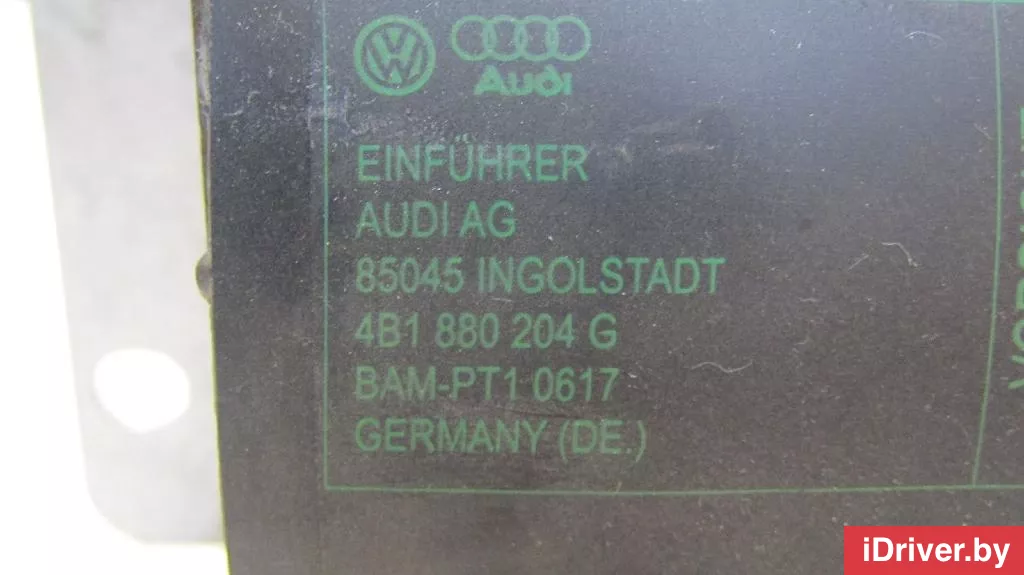 Audi
EINFÜHRER
AUDI AG
85045 INGOLSTADT
4B1 880 204 G
BAM-PT1 0617
GERMANY (DE.)
iDriver.by